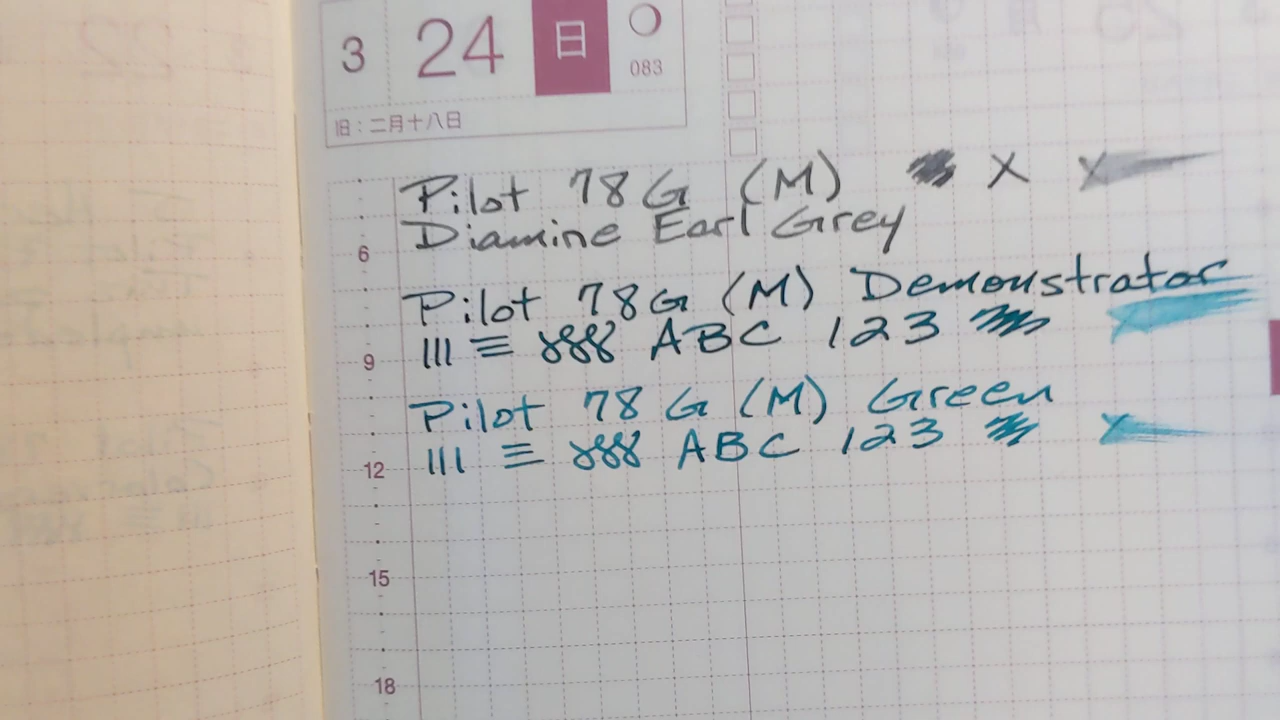 3 24 日
083
旧：二月十八日
Pilot 78G (M) X X
Diamine Earl Grey
6
Pilot 78G (M) Demonstrator
III ≡ 888 ABC 123
9
Pilot 78G (M) Green
III ≡ 888 ABC 123
12
15
18